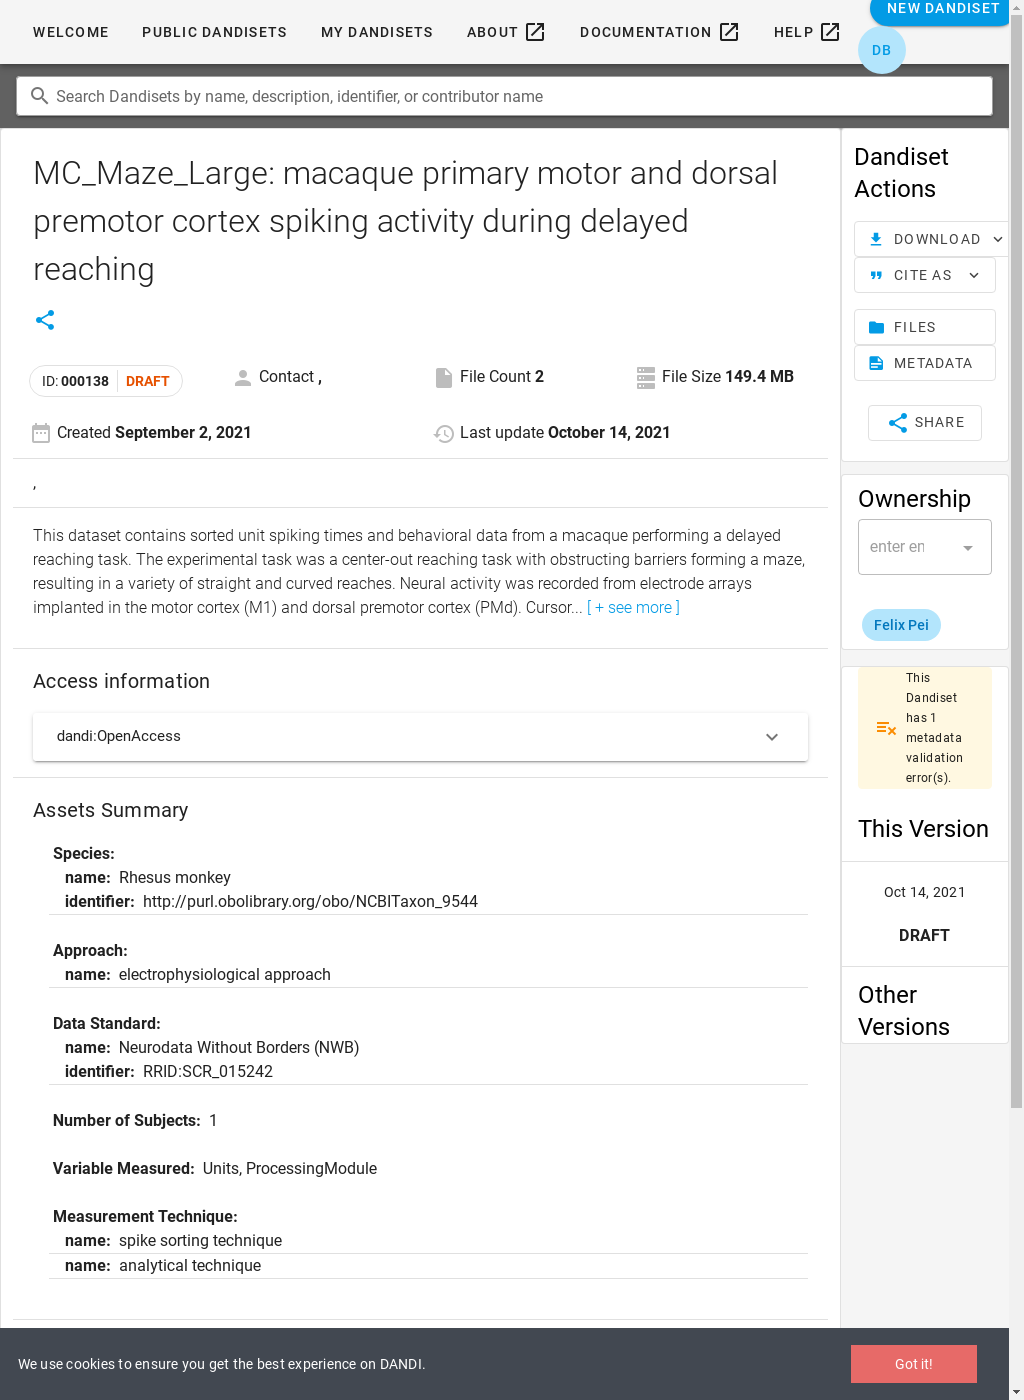 WELCOME PUBLIC DANDISETS MY DANDISETS ABOUT DOCUMENTATION HELP NEW DANDISET
DB
Search Dandisets by name, description, identifier, or contributor name
MC_Maze_Large: macaque primary motor and dorsal
premotor cortex spiking activity during delayed
reaching
ID: 000138 DRAFT
Contact ,
File Count 2
File Size 149.4 MB
Created September 2, 2021
Last update October 14, 2021
,
This dataset contains sorted unit spiking times and behavioral data from a macaque performing a delayed
reaching task. The experimental task was a center-out reaching task with obstructing barriers forming a maze,
resulting in a variety of straight and curved reaches. Neural activity was recorded from electrode arrays
implanted in the motor cortex (M1) and dorsal premotor cortex (PMd). Cursor... [ + see more ]
Access information
dandi:OpenAccess
Assets Summary
Species:
name: Rhesus monkey
identifier: http://purl.obolibrary.org/obo/NCBITaxon_9544
Approach:
name: electrophysiological approach
Data Standard:
name: Neurodata Without Borders (NWB)
identifier: RRID:SCR_015242
Number of Subjects: 1
Variable Measured: Units, ProcessingModule
Measurement Technique:
name: spike sorting technique
name: analytical technique
Dandiset
Actions
DOWNLOAD
CITE AS
FILES
METADATA
SHARE
Ownership
enter en
Felix Pei
This
Dandiset
has 1
metadata
validation
error(s).
This Version
Oct 14, 2021
DRAFT
Other
Versions
We use cookies to ensure you get the best experience on DANDI.
Got it!